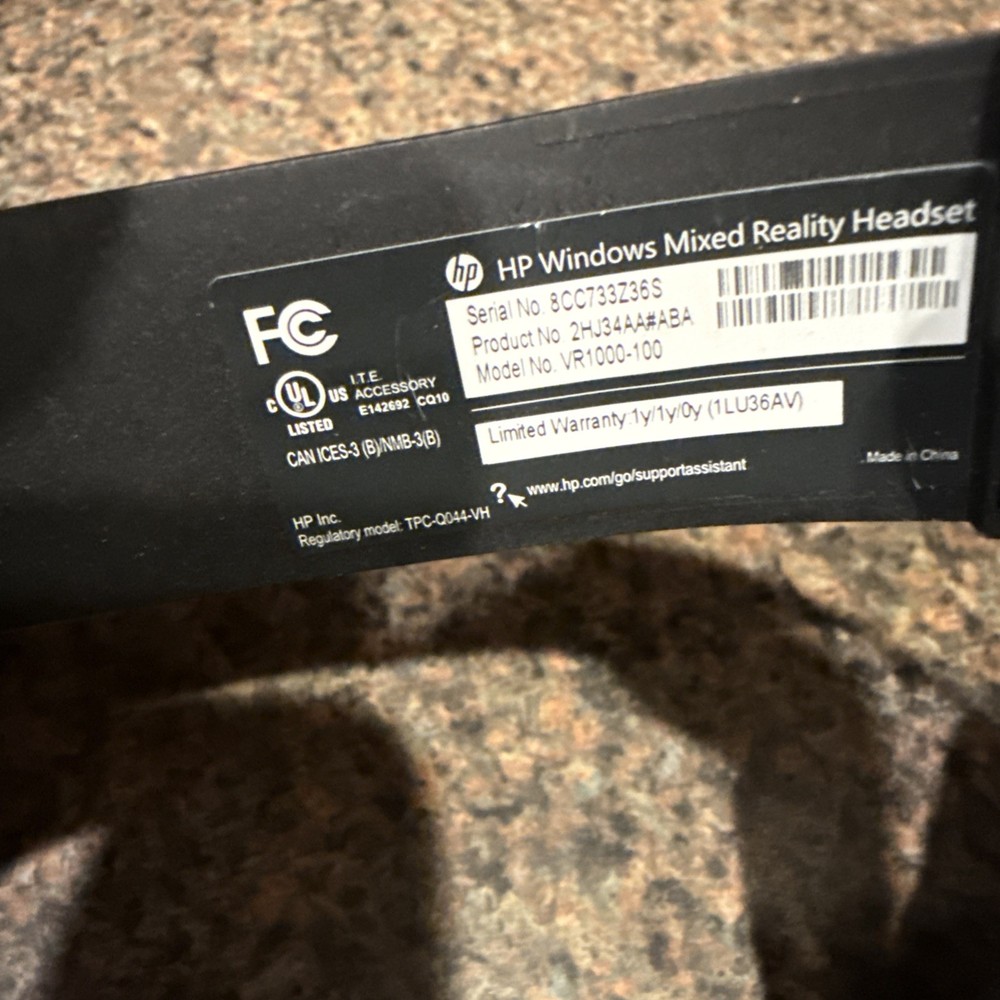 hp HP Windows Mixed Reality Headset
Serial No. 8CC733Z36S
Product No. 2HJ34AA#ABA
Model No. VR1000-100
FC
C UL US LISTED
I.T.E.
ACCESSORY
E142692 CQ10
CAN ICES-3 (B)/NMB-3(B)
Limited Warranty:1y/1y/0y (1LU36AV)
? www.hp.com/go/supportassistant
Made in China
HP Inc.
Regulatory model: TPC-Q044-VH